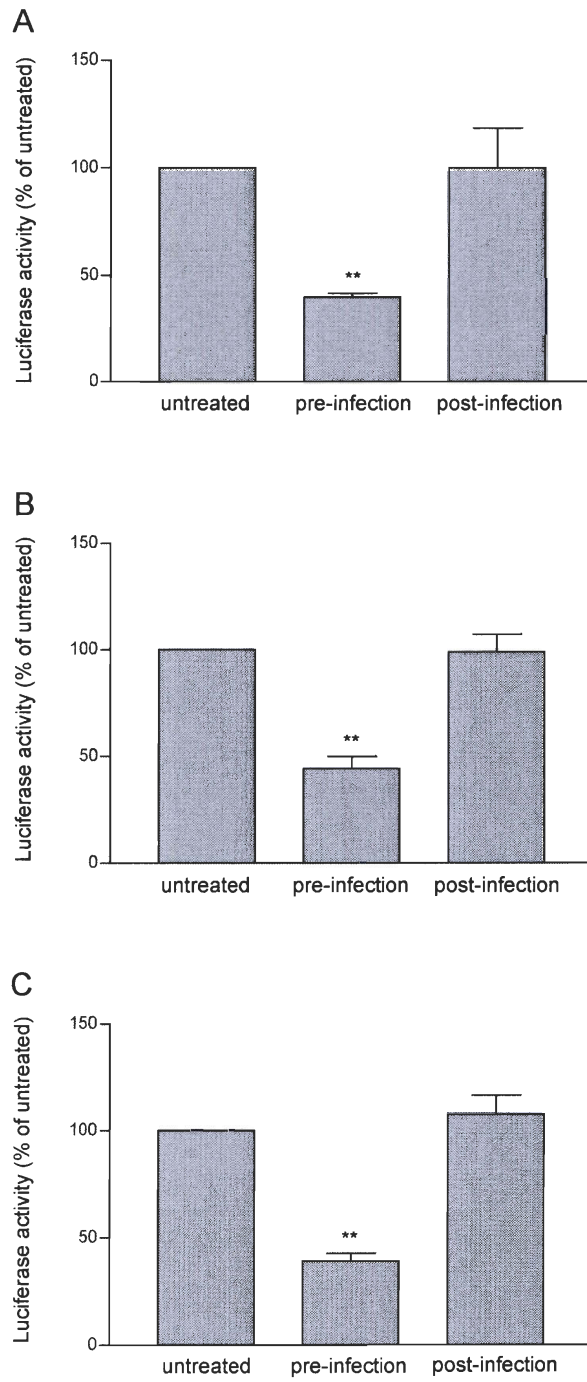 A
Luciferase activity (% of untreated)
150
100
50
0
**
untreated pre-infection post-infection
B
Luciferase activity (% of untreated)
150
100
50
0
**
untreated pre-infection post-infection
C
Luciferase activity (% of untreated)
150
100
50
0
**
untreated pre-infection post-infection